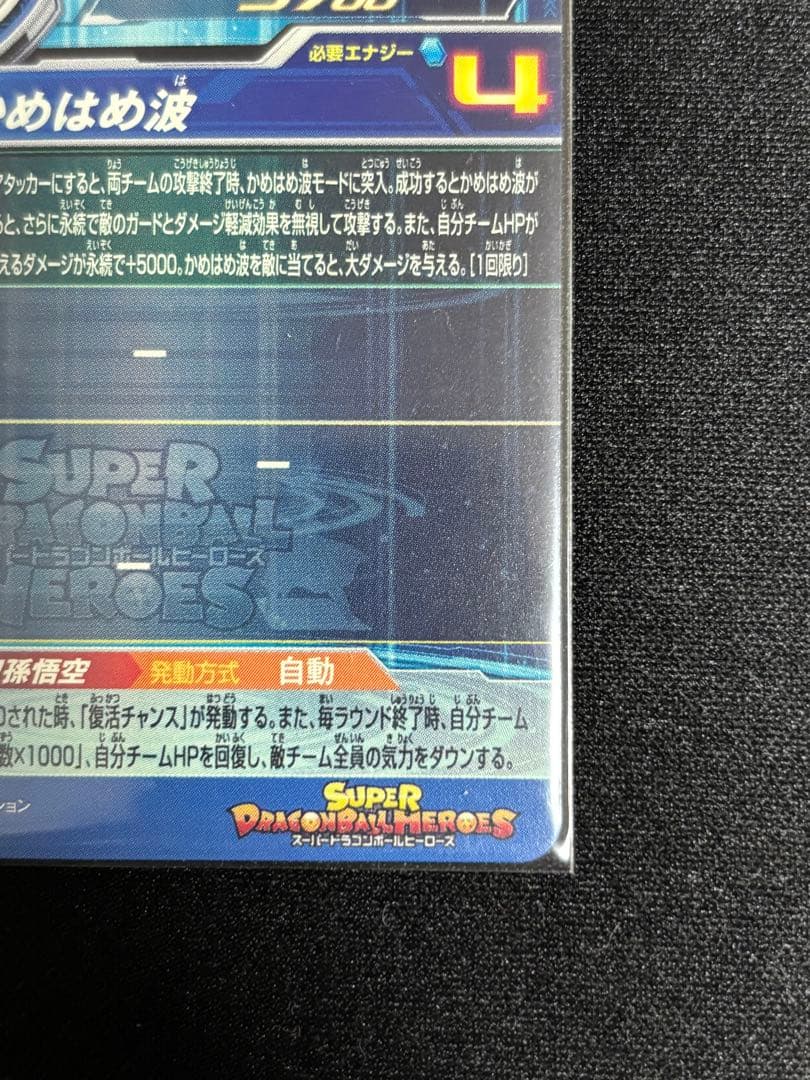 必要エナジー
4
かめはめ波
アタッカーにすると、両チームの攻撃終了時、かめはめ波モードに突入。成功するとかめはめ波が
ると、さらに永続で敵のガードとダメージ軽減効果を無視して攻撃する。また、自分チームHPが
えるダメージが永続で+5000。かめはめ波を敵に当てると、大ダメージを与える。[1回限り]
SUPER
DRAGONBALL
スーパードラゴンボールヒーローズ
HEROES
孫悟空 発動方式 自動
0された時、「復活チャンス」が発動する。また、毎ラウンド終了時、自分チーム
数×1000」、自分チームHPを回復し、敵チーム全員の気力をダウンする。
ション
SUPER
DRAGONBALL HEROES
スーパードラゴンボールヒーローズ